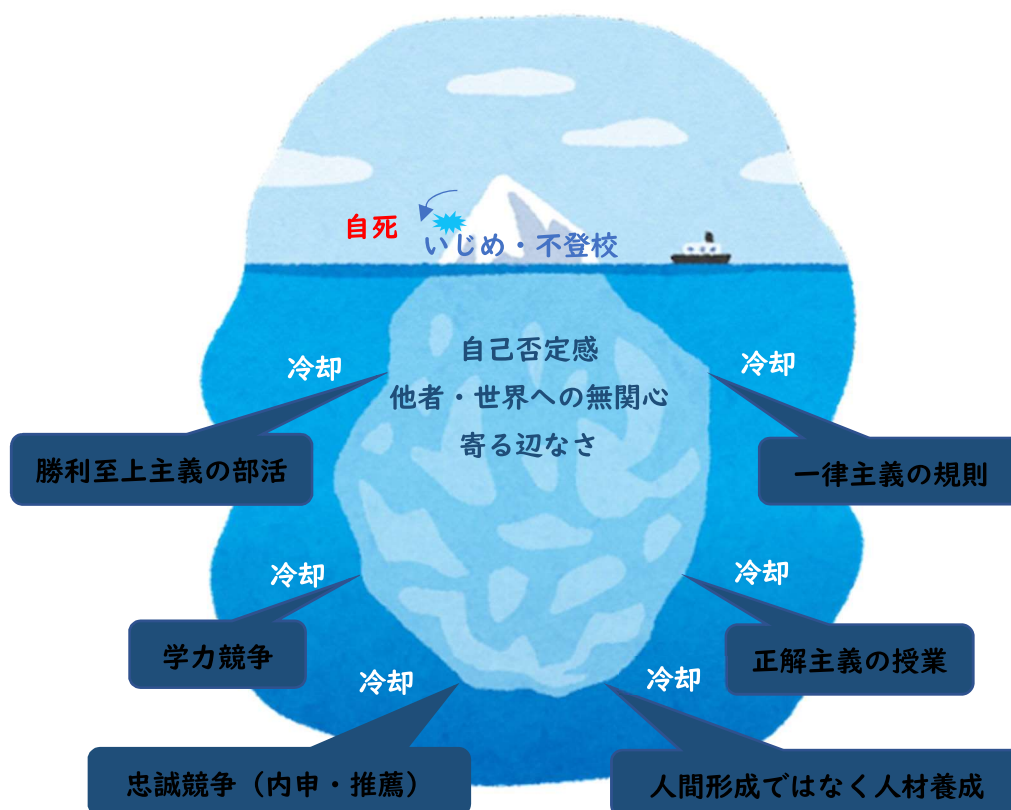 自死
いじめ・不登校
自己否定感
他者・世界への無関心
寄る辺なさ
冷却
冷却
勝利至上主義の部活
一律主義の規則
冷却
冷却
学力競争
正解主義の授業
冷却
冷却
忠誠競争（内申・推薦）
人間形成ではなく人材養成